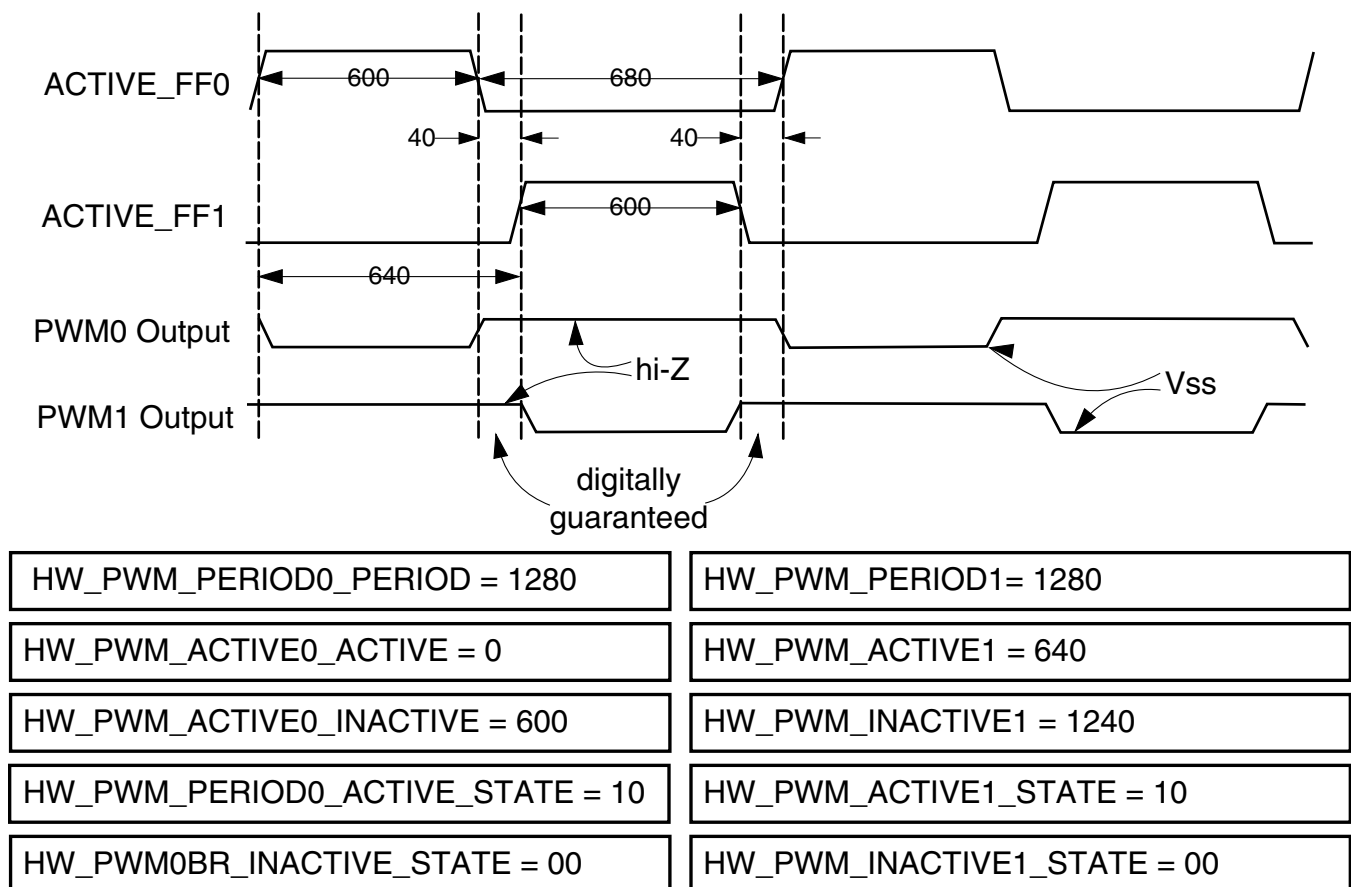 ACTIVE_FF0
600
680
40
40
ACTIVE_FF1
600
640
PWM0 Output
hi-Z
Vss
PWM1 Output
digitally
guaranteed
HW_PWM_PERIOD0_PERIOD = 1280
HW_PWM_PERIOD1= 1280
HW_PWM_ACTIVE0_ACTIVE = 0
HW_PWM_ACTIVE1 = 640
HW_PWM_ACTIVE0_INACTIVE = 600
HW_PWM_INACTIVE1 = 1240
HW_PWM_PERIOD0_ACTIVE_STATE = 10
HW_PWM_ACTIVE1_STATE = 10
HW_PWM0BR_INACTIVE_STATE = 00
HW_PWM_INACTIVE1_STATE = 00